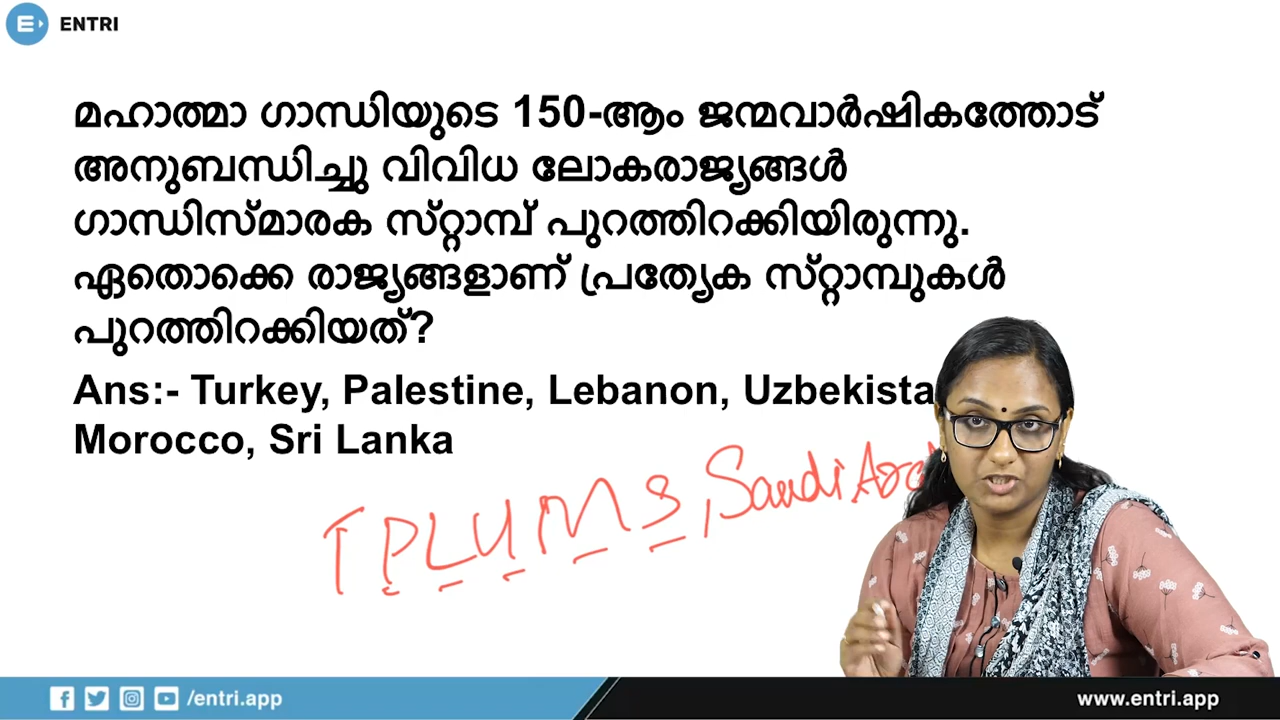 ENTRI
മഹാത്മാ ഗാന്ധിയുടെ 150-ആം ജന്മവാർഷികത്തോട്
അനുബന്ധിച്ചു വിവിധ ലോകരാജ്യങ്ങൾ
ഗാന്ധിസ്മാരക സ്റ്റാമ്പ് പുറത്തിറക്കിയിരുന്നു.
ഏതൊക്കെ രാജ്യങ്ങളാണ് പ്രത്യേക സ്റ്റാമ്പുകൾ
പുറത്തിറക്കിയത്?
Ans:- Turkey, Palestine, Lebanon, Uzbekista
Morocco, Sri Lanka
TPLUMS, Saudi
/entri.app
www.entri.app